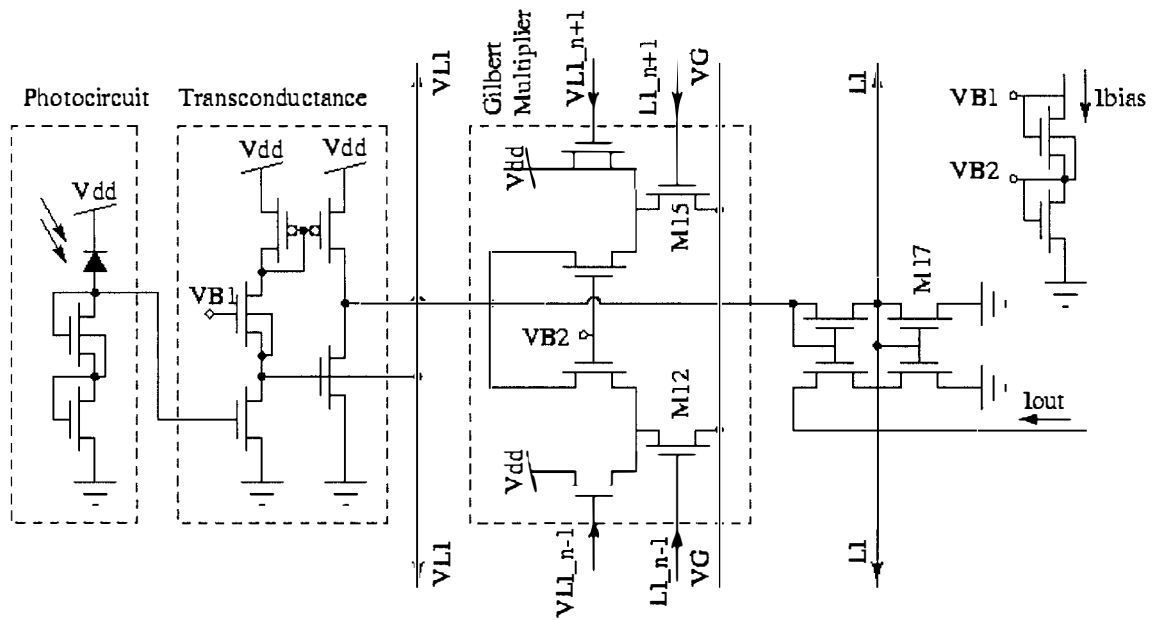 Photocircuit
Transconductance
Gilbert
Multiplier
VL1
VL1_n+1
L1_n+1
VG
L1
VB1
Ibias
VB2
Vdd
Vdd
Vdd
Vdd
M15
M17
VB1
VB2
M12
Iout
Vdd
VL1
VL1_n-1
L1_n-1
VG
L1